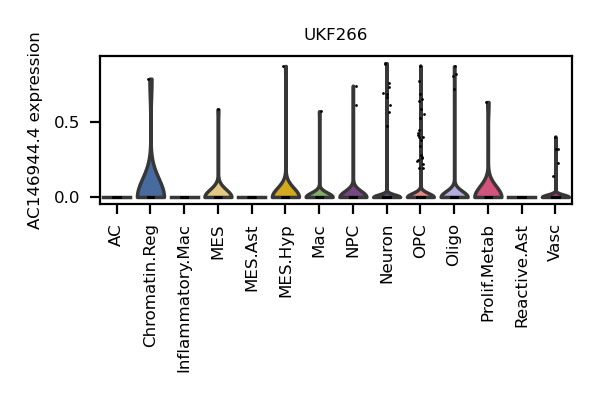 UKF266
AC146944.4 expression
0.5
0.0
AC
Chromatin.Reg
Inflammatory.Mac
MES
MES.Ast
MES.Hyp
Mac
NPC
Neuron
OPC
Oligo
Prolif.Metab
Reactive.Ast
Vasc